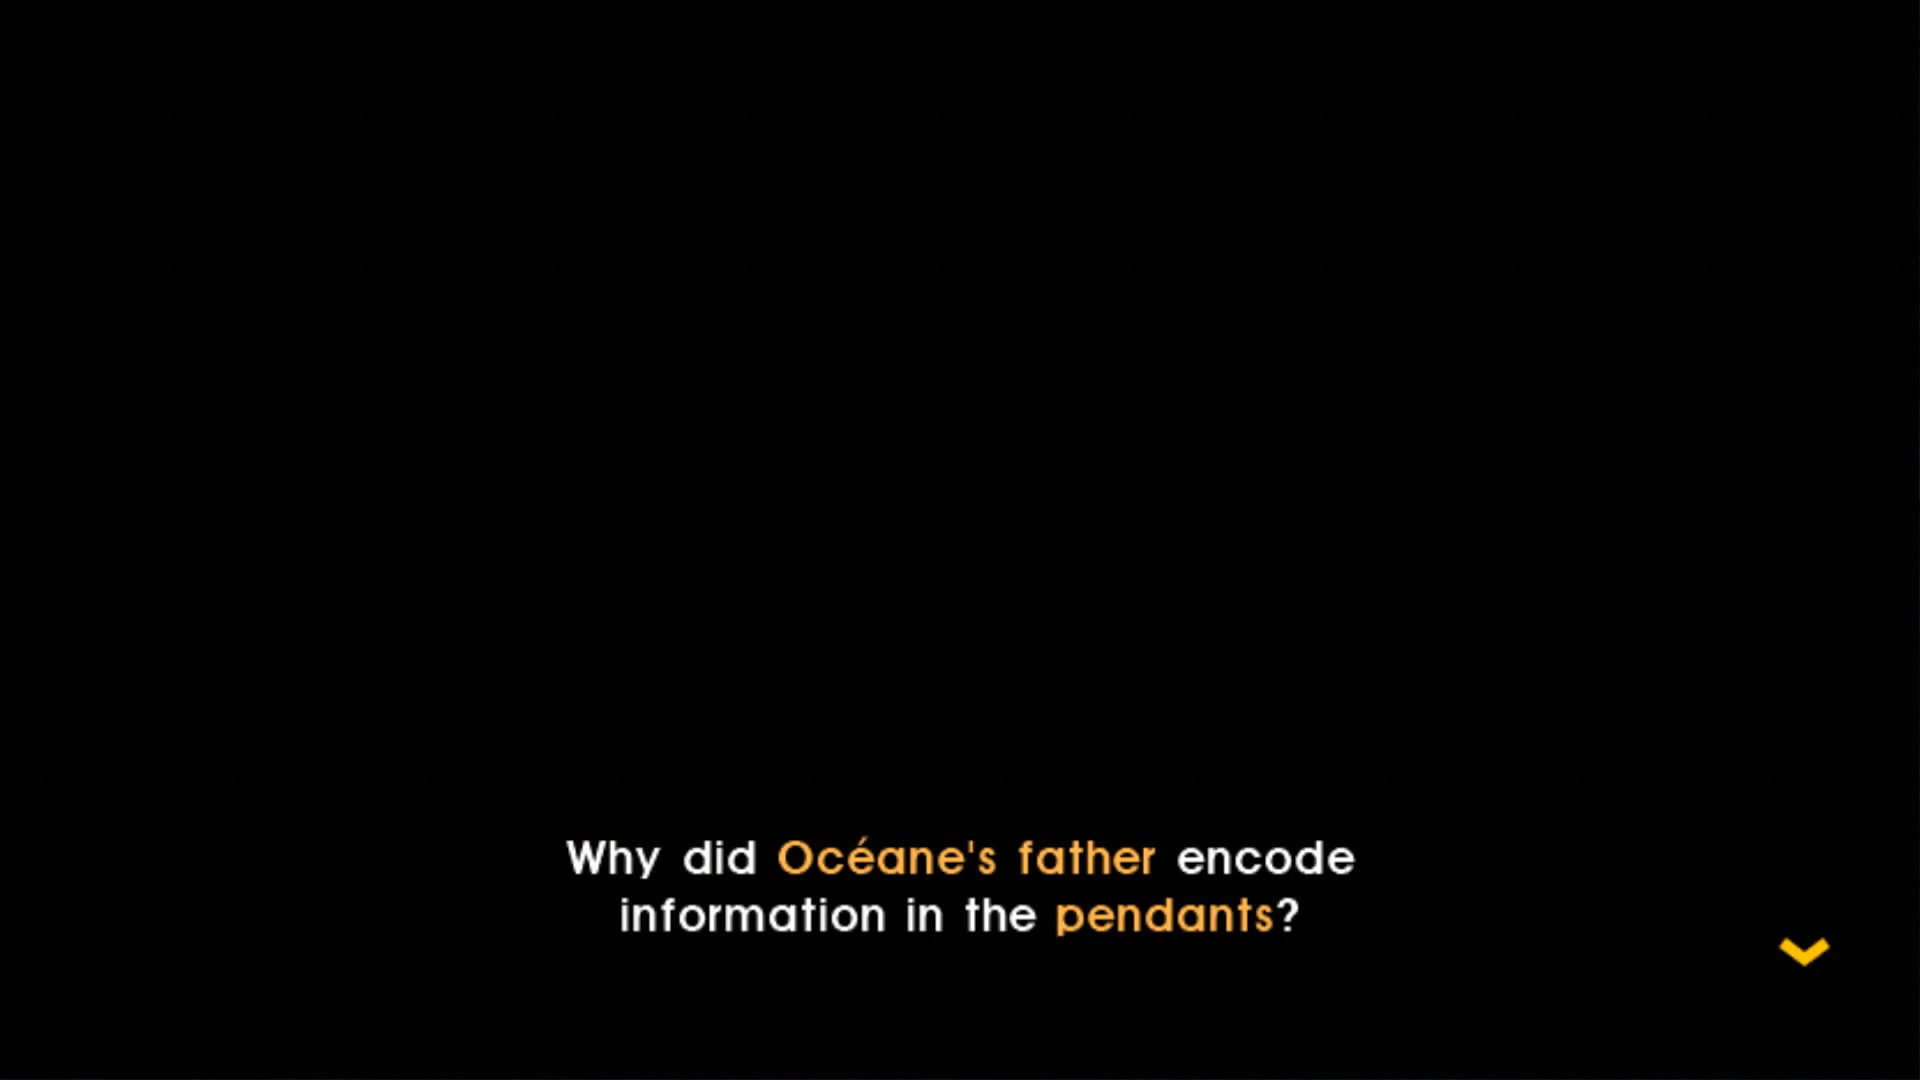 Why did Océane's father encode
information in the pendants?